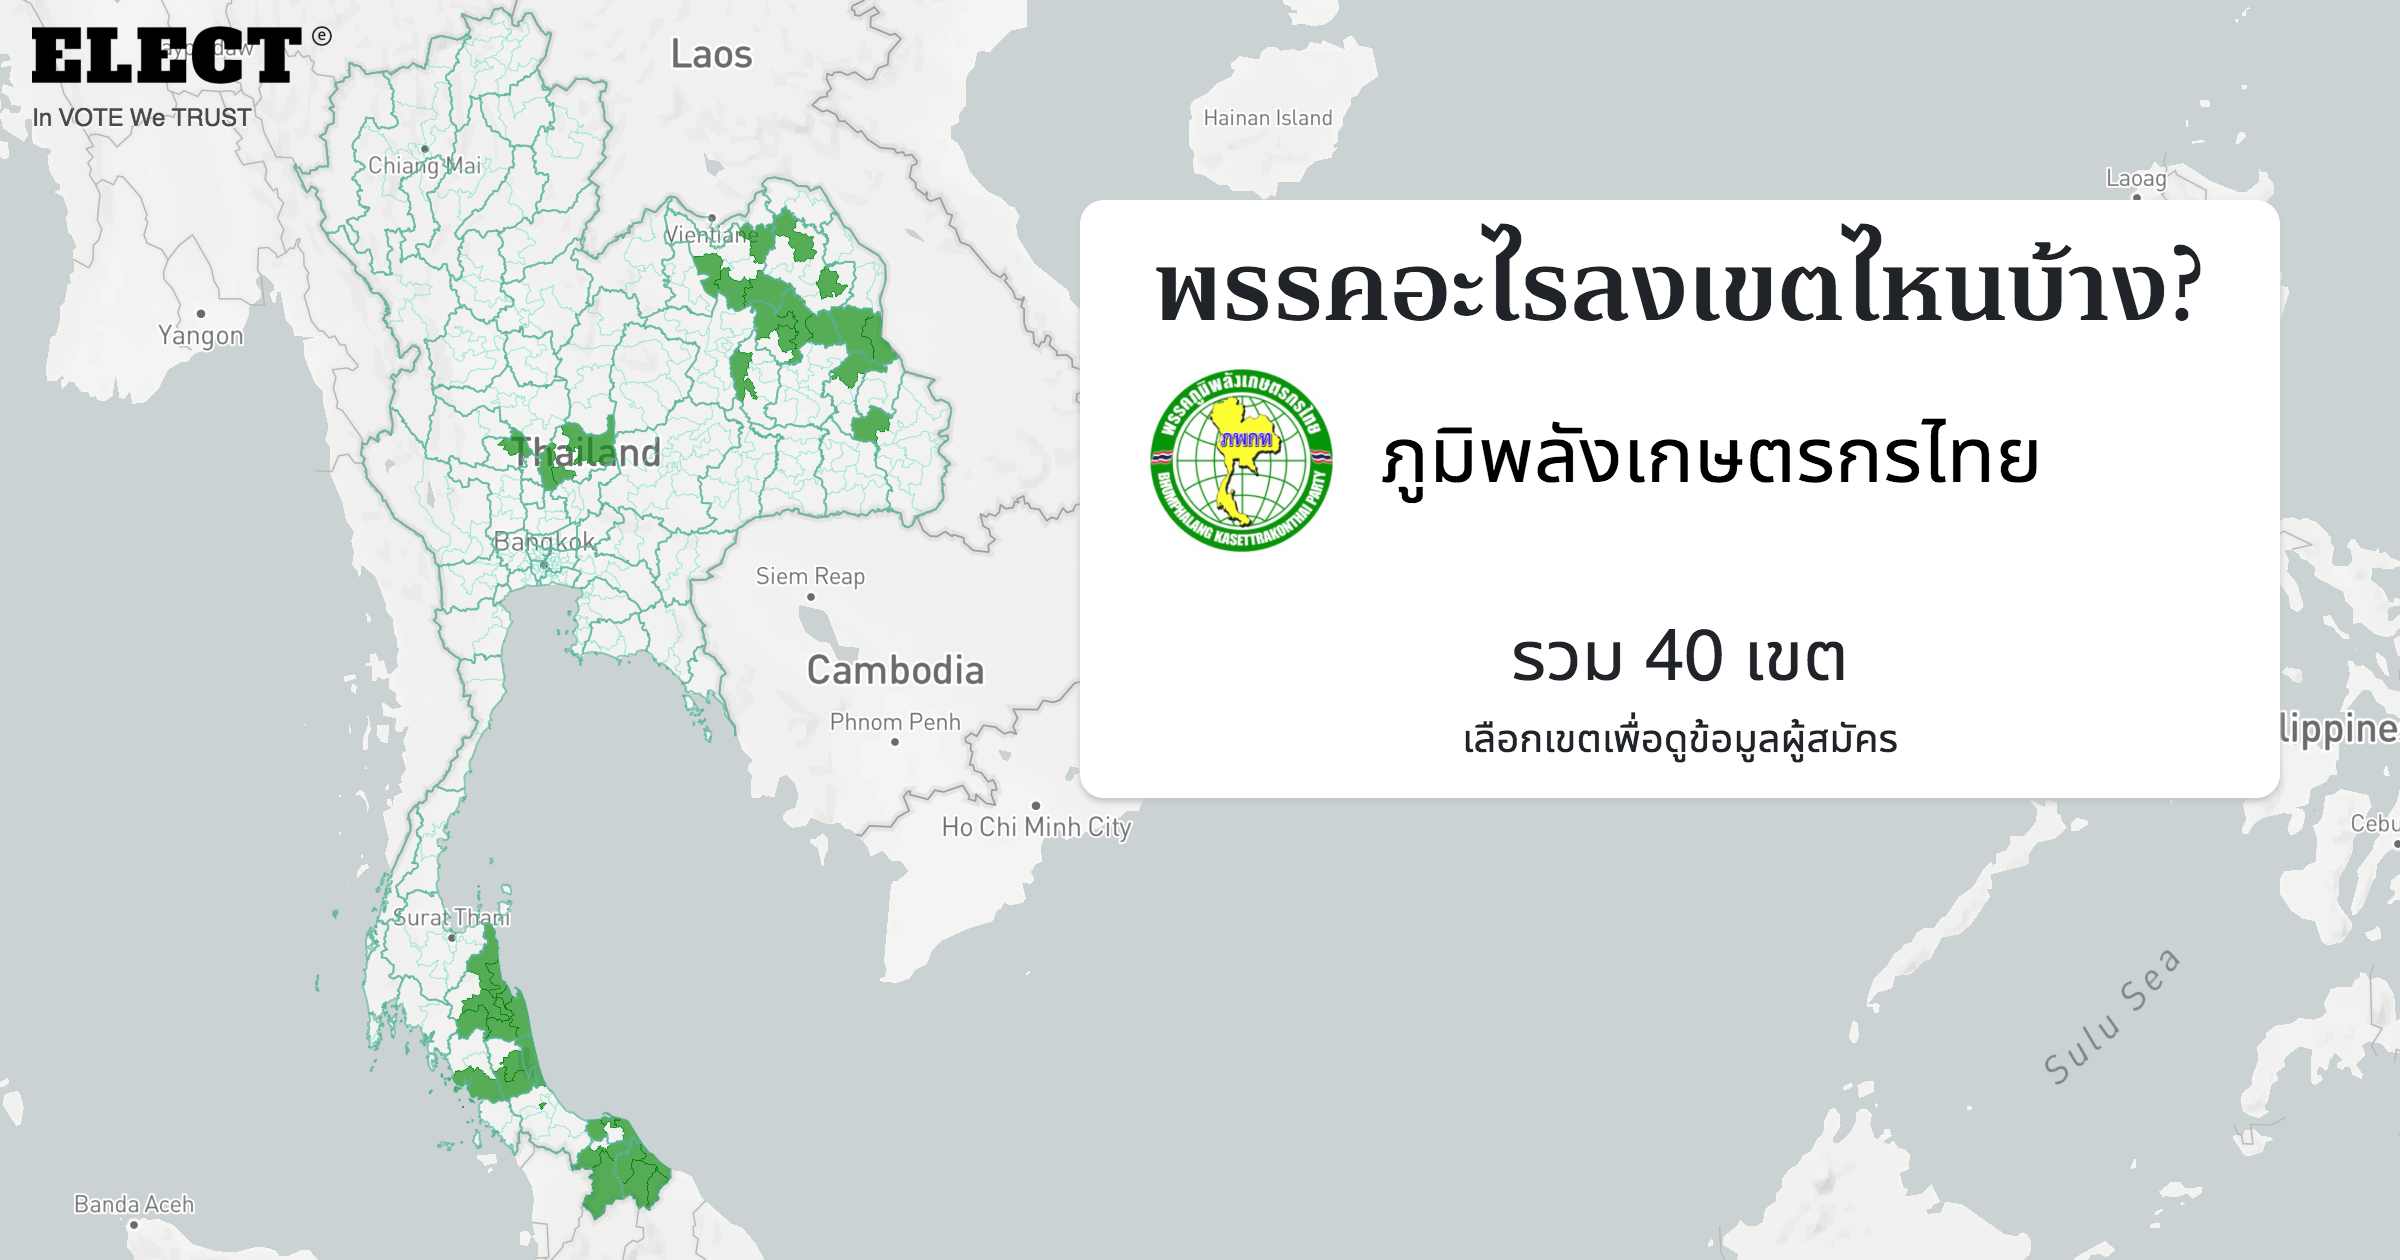 ELECT ⓔ
In VOTE We TRUST
Laos
Hainan Island
Laoag
Chiang Mai
Vientiane
Yangon
Thailand
Bangkok
Siem Reap
Cambodia
Phnom Penh
Ho Chi Minh City
Surat Thani
Banda Aceh
พรรคอะไรลงเขตไหนบ้าง?
พรรคภูมิพลังเกษตรกรไทย
ภพกท
BHUMPHALANG KASETTRAKONTHAI PARTY
ภูมิพลังเกษตรกรไทย
รวม 40 เขต
เลือกเขตเพื่อดูข้อมูลผู้สมัคร
lippine
Cebu
Sulu Sea